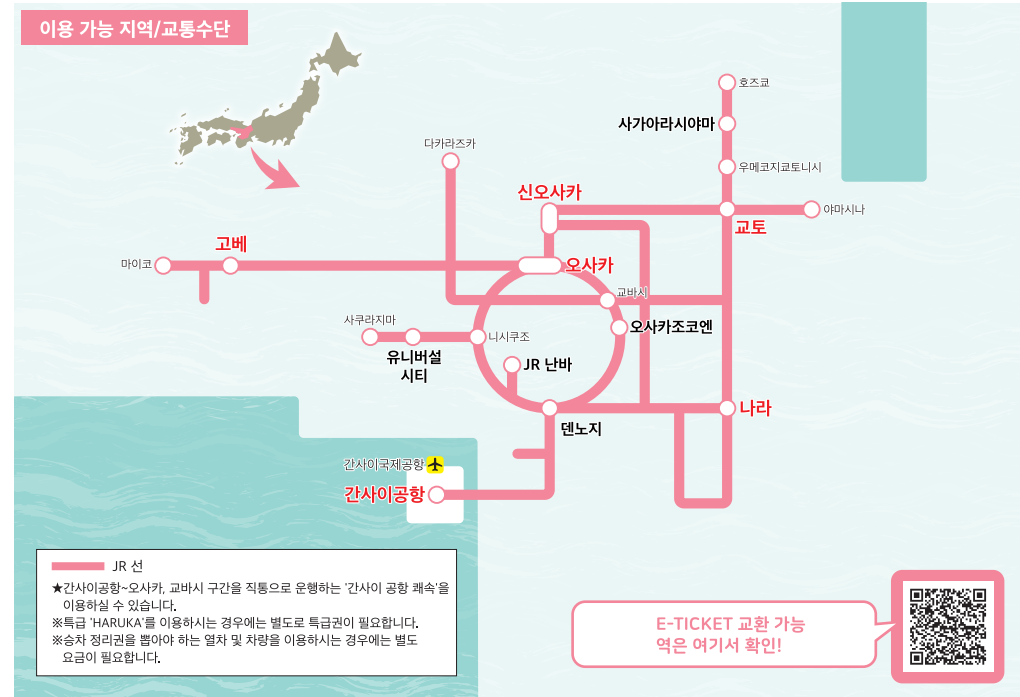 이용 가능 지역/교통수단
호즈쿄
사가아라시야마
다카라즈카
우메코지쿄토니시
신오사카
야마시나
교토
고베
마이코
오사카
교바시
사쿠라지마
니시쿠조
오사카조코엔
유니버설
시티
JR 난바
나라
덴노지
간사이국제공항
간사이공항
JR 선
★간사이공항~오사카, 교바시 구간을 직통으로 운행하는 '간사이 공항 쾌속'을
이용하실 수 있습니다.
※특급 'HARUKA'를 이용하시는 경우에는 별도로 특급권이 필요합니다.
※승차 정리권을 뽑아야 하는 열차 및 차량을 이용하시는 경우에는 별도
요금이 필요합니다.
E-TICKET 교환 가능
역은 여기서 확인!